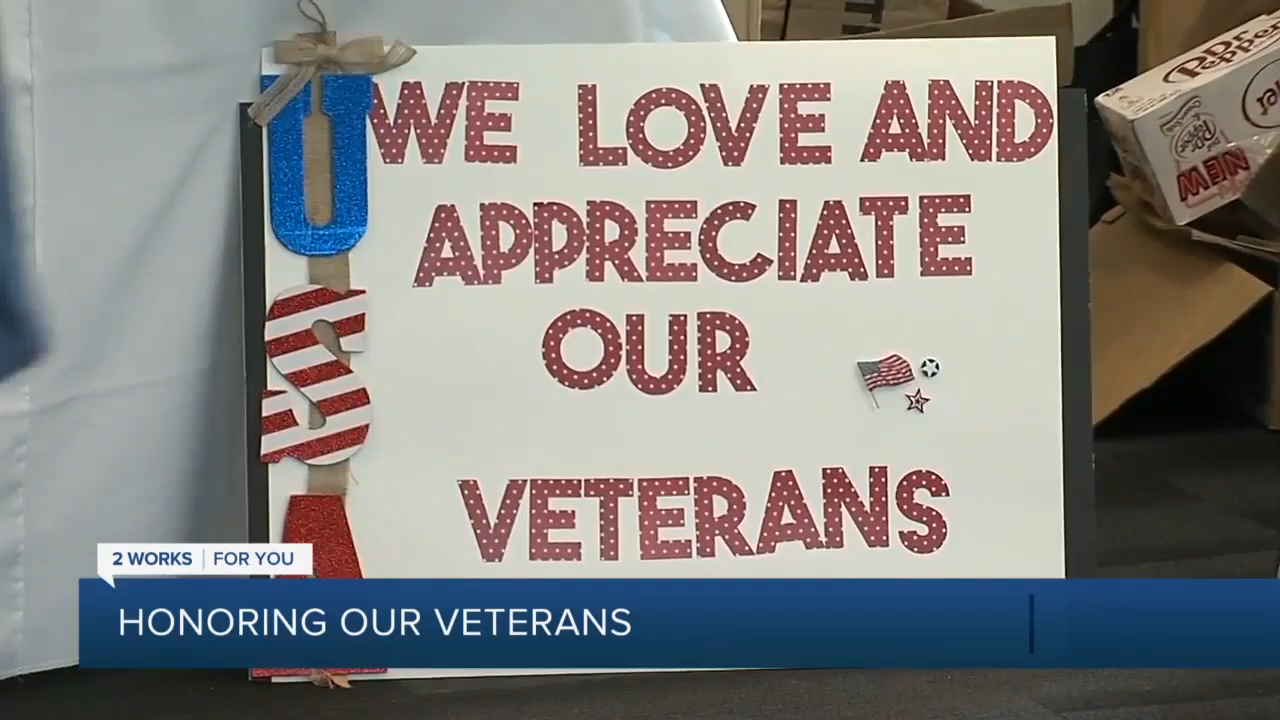 USA
WE LOVE AND
APPRECIATE
OUR
VETERANS
Dr
Pepper
NEW
2 WORKS FOR YOU
HONORING OUR VETERANS